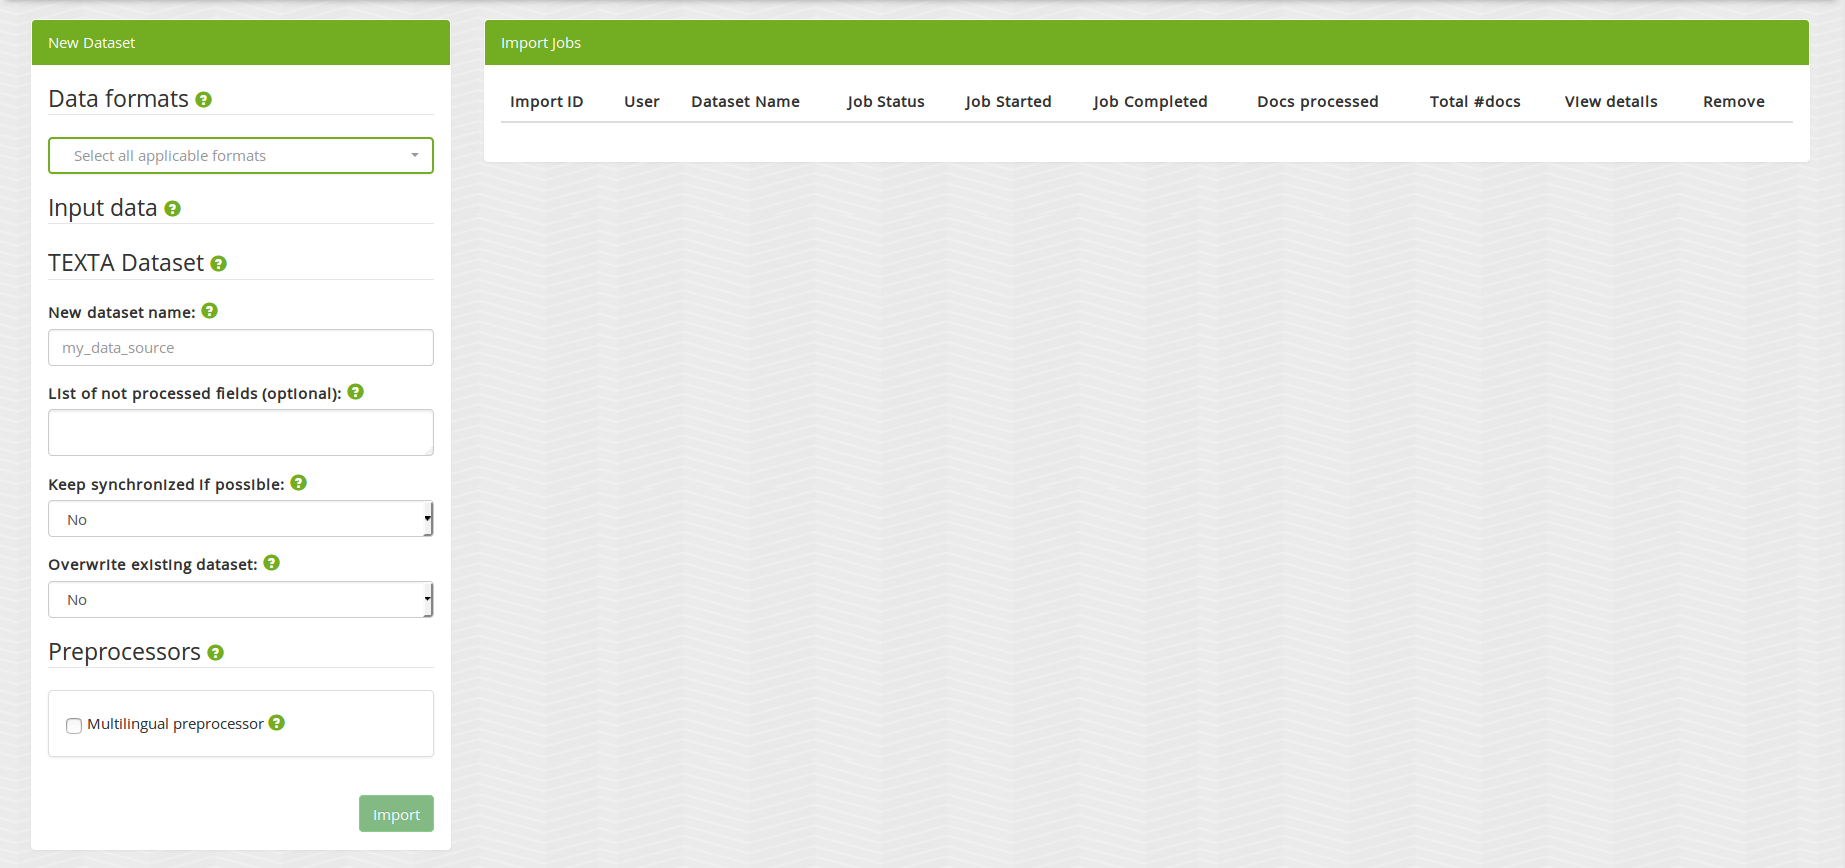 New Dataset
Data formats
Select all applicable formats
Input data
TEXTA Dataset
New dataset name:
my_data_source
List of not processed fields (optional):
Keep synchronized if possible:
No
Overwrite existing dataset:
No
Preprocessors
Multilingual preprocessor
Import
Import Jobs
Import ID User Dataset Name Job Status Job Started Job Completed Docs processed Total #docs View details Remove